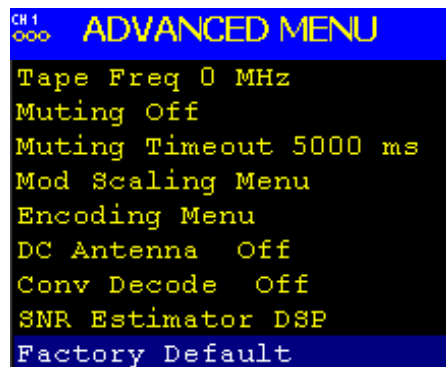 CH 1
ooo ADVANCED MENU
Tape Freq 0 MHz
Muting Off
Muting Timeout 5000 ms
Mod Scaling Menu
Encoding Menu
DC Antenna Off
Conv Decode Off
SNR Estimator DSP
Factory Default